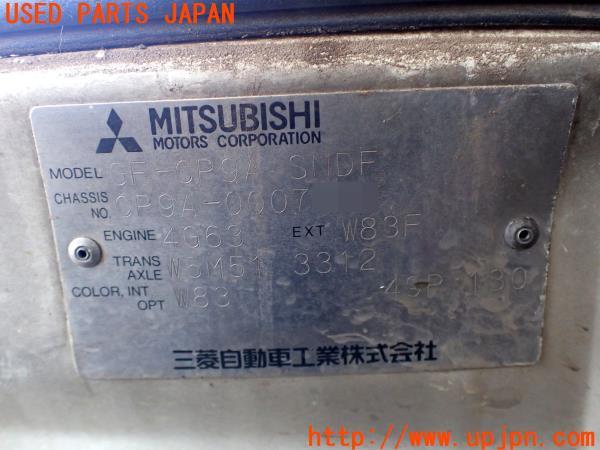 USED PARTS JAPAN
MITSUBISHI
MOTORS CORPORATION
MODEL GF-CP9A SNDF
CHASSIS NO. CP9A-0007
ENGINE 4G63 EXT W83F
TRANS AXLE W5M51 3312
COLOR, INT OPT W83 4SP 130
三菱自動車工業株式会社
http://www.upjpn.com/